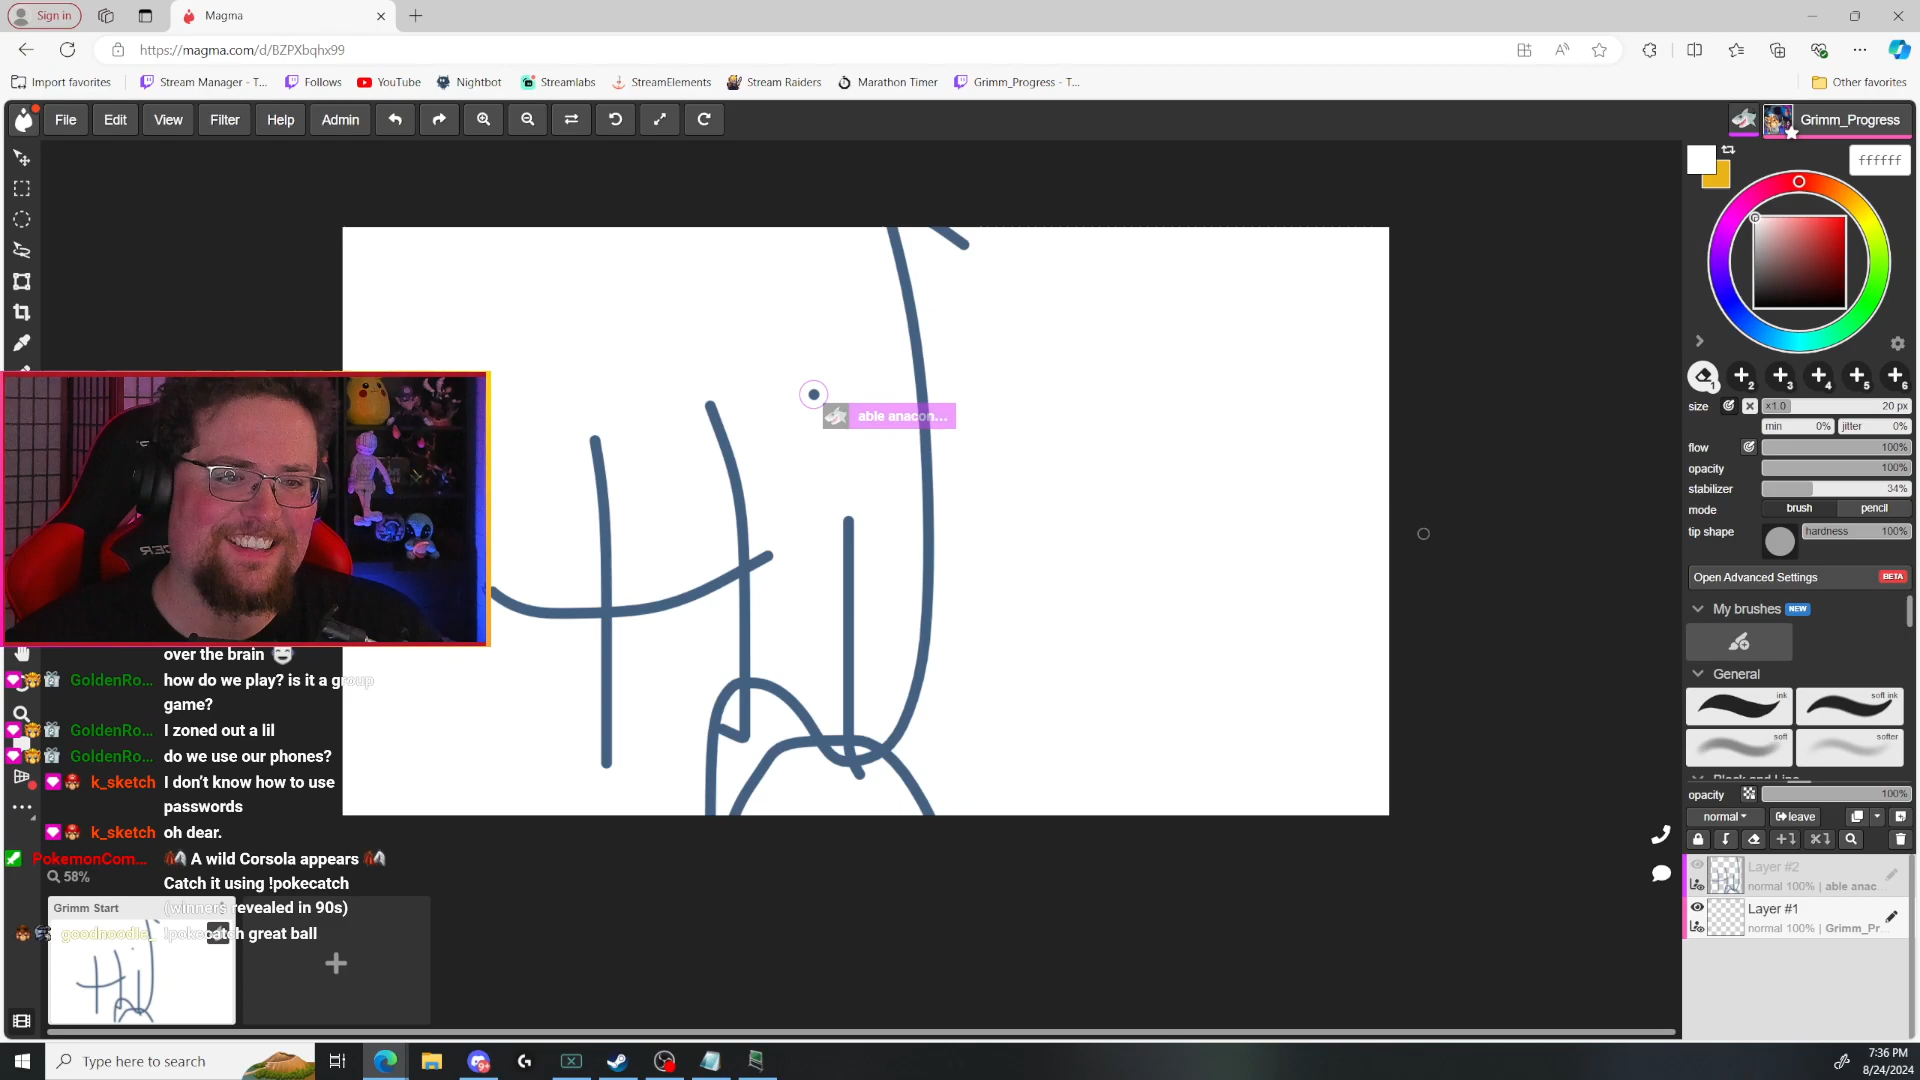 Sign in
Magma
https://magma.com/d/BZPXbqhx99
Import favorites
Stream Manager - T...
Follows
YouTube
Nightbot
Streamlabs
StreamElements
Stream Raiders
Marathon Timer
Grimm_Progress - T...
Other favorites
File
Edit
View
Filter
Help
Admin
Grimm_Progress
ffffff
1
2
3
4
5
6
size
x1.0
20 px
min 0%
jitter 0%
flow
100%
opacity
100%
stabilizer
34%
mode
brush
pencil
tip shape
hardness 100%
Open Advanced Settings
BETA
My brushes NEW
General
ink
soft ink
soft
softer
opacity
100%
normal
leave
Layer #2
normal 100% | able anac...
Layer #1
normal 100% | Grimm_Pr...
able anacon...
Hi
over the brain
GoldenRo... how do we play? is it a group
game?
GoldenRo... I zoned out a lil
GoldenRo... do we use our phones?
k_sketch I don't know how to use
passwords
k_sketch oh dear.
PokemonCom... A wild Corsola appears
Catch it using !pokecatch
(winners revealed in 90s)
goodnoodle_ !pokecatch great ball
58%
Grimm Start
Type here to search
7:36 PM
8/24/2024